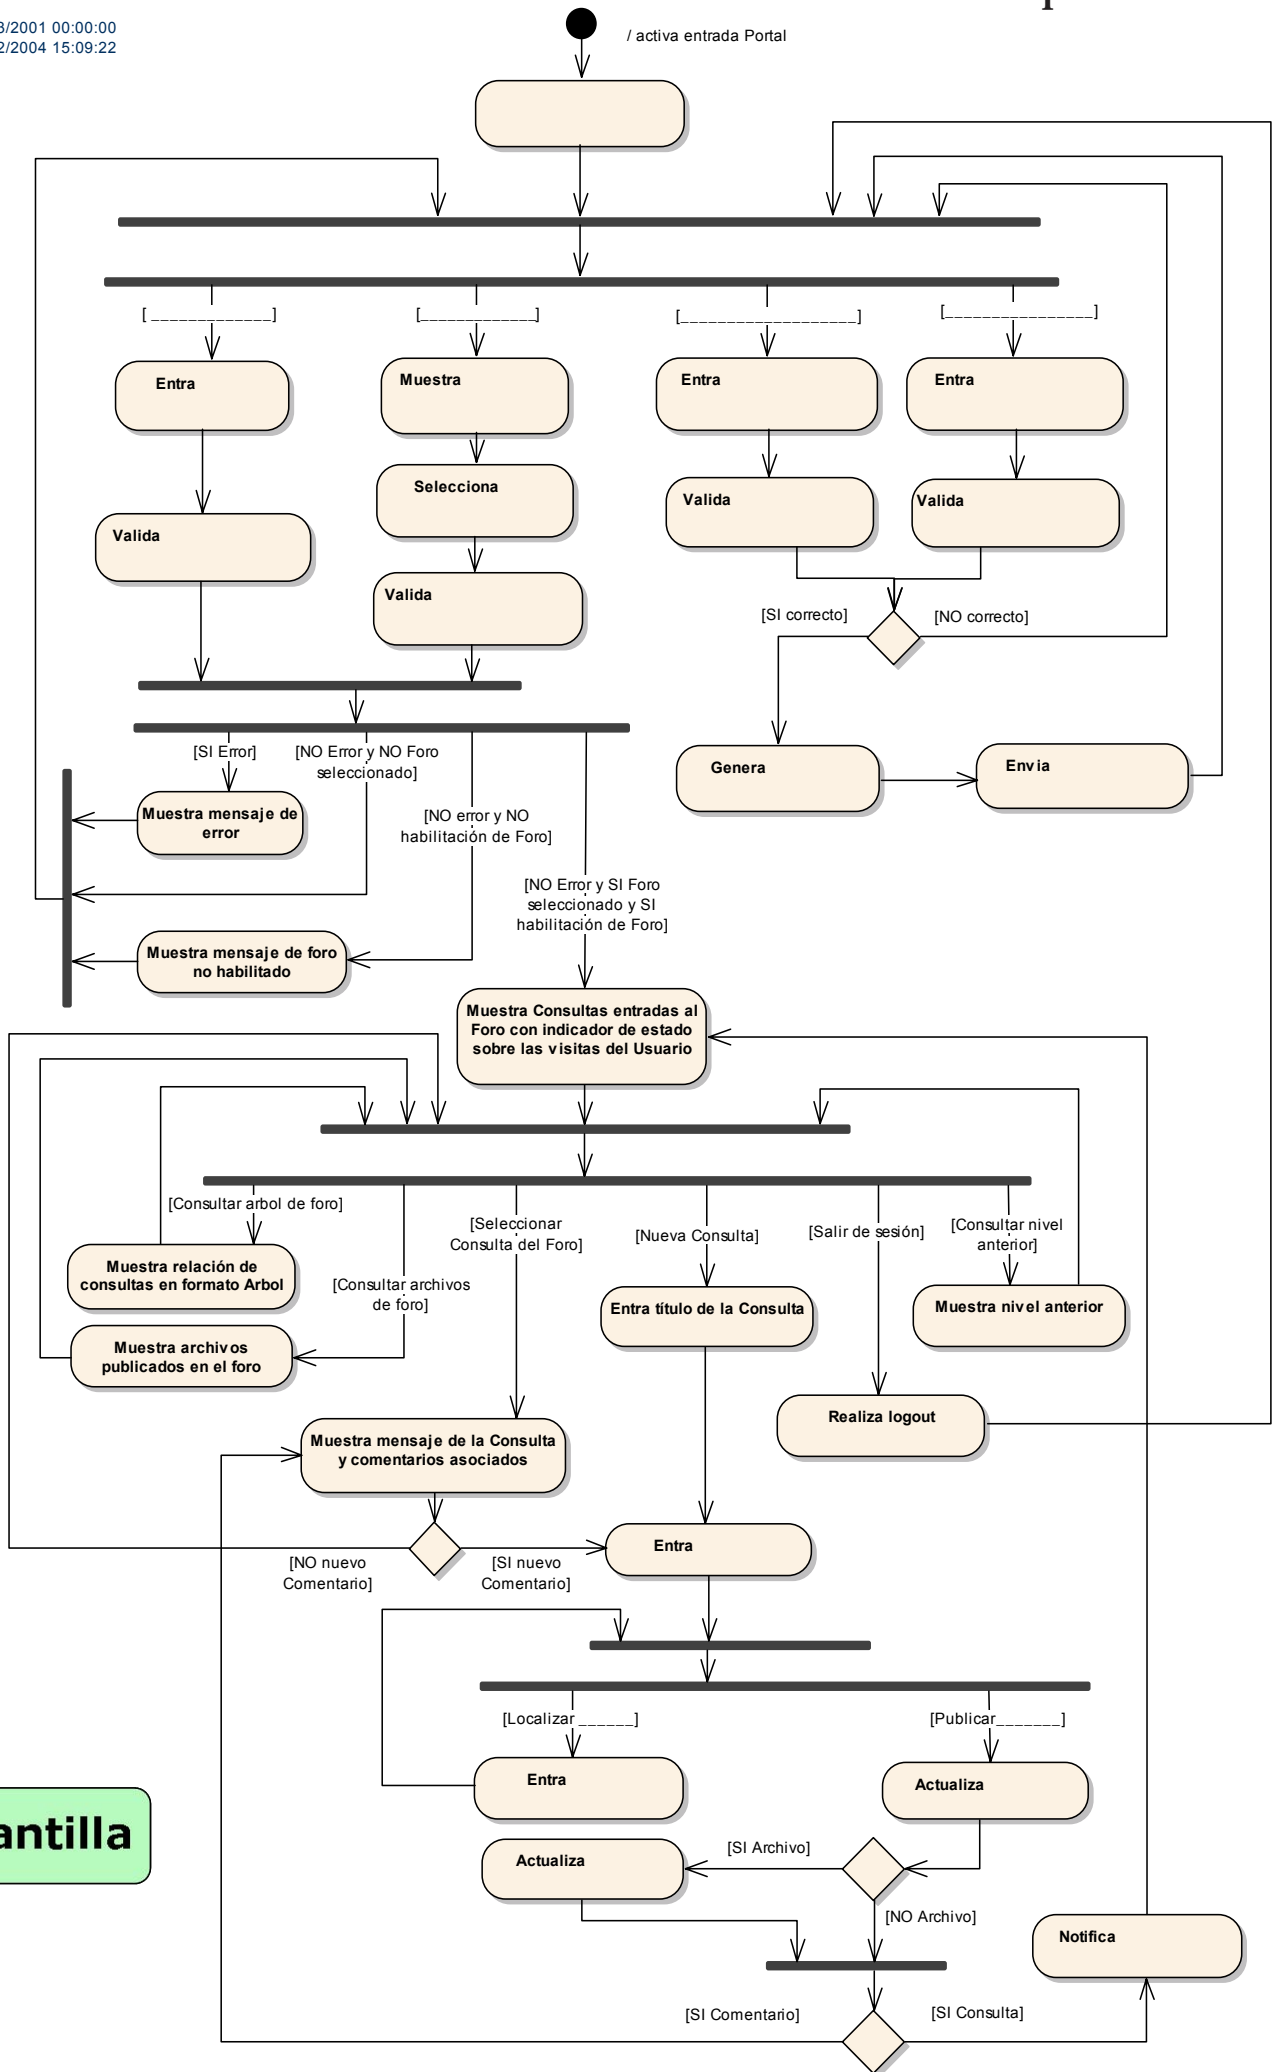 3/2001 00:00:00
2/2004 15:09:22
/ activa entrada Portal
[ _____________]
[_____________]
[___________________]
[________________]
Entra
Muestra
Entra
Entra
Selecciona
Valida
Valida
Valida
Valida
[SI correcto]
[NO correcto]
[SI Error]
[NO Error y NO Foro
seleccionado]
Genera
Envia
Muestra mensaje de
error
[NO error y NO
habilitación de Foro]
[NO Error y SI Foro
seleccionado y SI
habilitación de Foro]
Muestra mensaje de foro
no habilitado
Muestra Consultas entradas al
Foro con indicador de estado
sobre las visitas del Usuario
[Consultar arbol de foro]
[Seleccionar
Consulta del Foro]
[Nueva Consulta]
[Salir de sesión]
[Consultar nivel
anterior]
Muestra relación de
consultas en formato Arbol
[Consultar archivos
de foro]
Entra título de la Consulta
Muestra nivel anterior
Muestra archivos
publicados en el foro
Realiza logout
Muestra mensaje de la Consulta
y comentarios asociados
[NO nuevo
Comentario]
[SI nuevo
Comentario]
Entra
[Localizar ______]
[Publicar_______]
Entra
Actualiza
antilla
Actualiza
[SI Archivo]
[NO Archivo]
Notifica
[SI Comentario]
[SI Consulta]